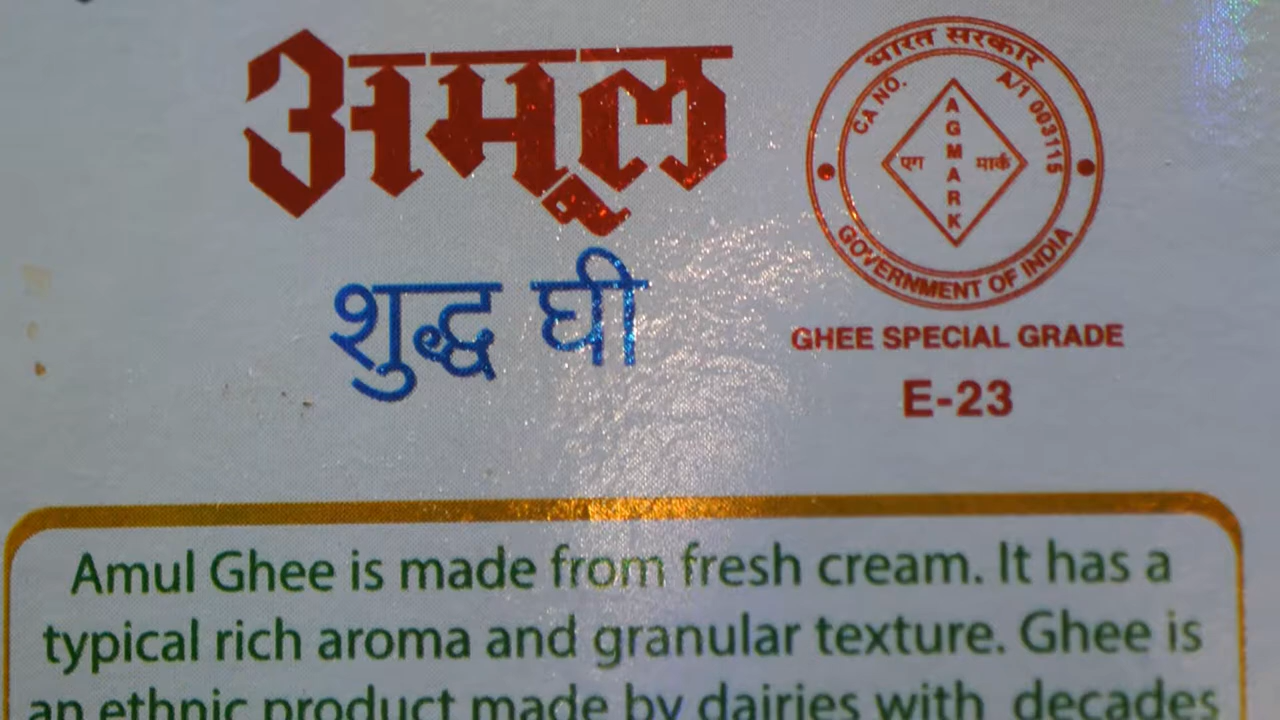 अमूल
शुद्ध घी
भारत सरकार
CA NO. A/1 003115
AGMARK
एग मार्क
GOVERNMENT OF INDIA
GHEE SPECIAL GRADE
E-23
Amul Ghee is made from fresh cream. It has a
typical rich aroma and granular texture. Ghee is
an ethnic product made by dairies with decades